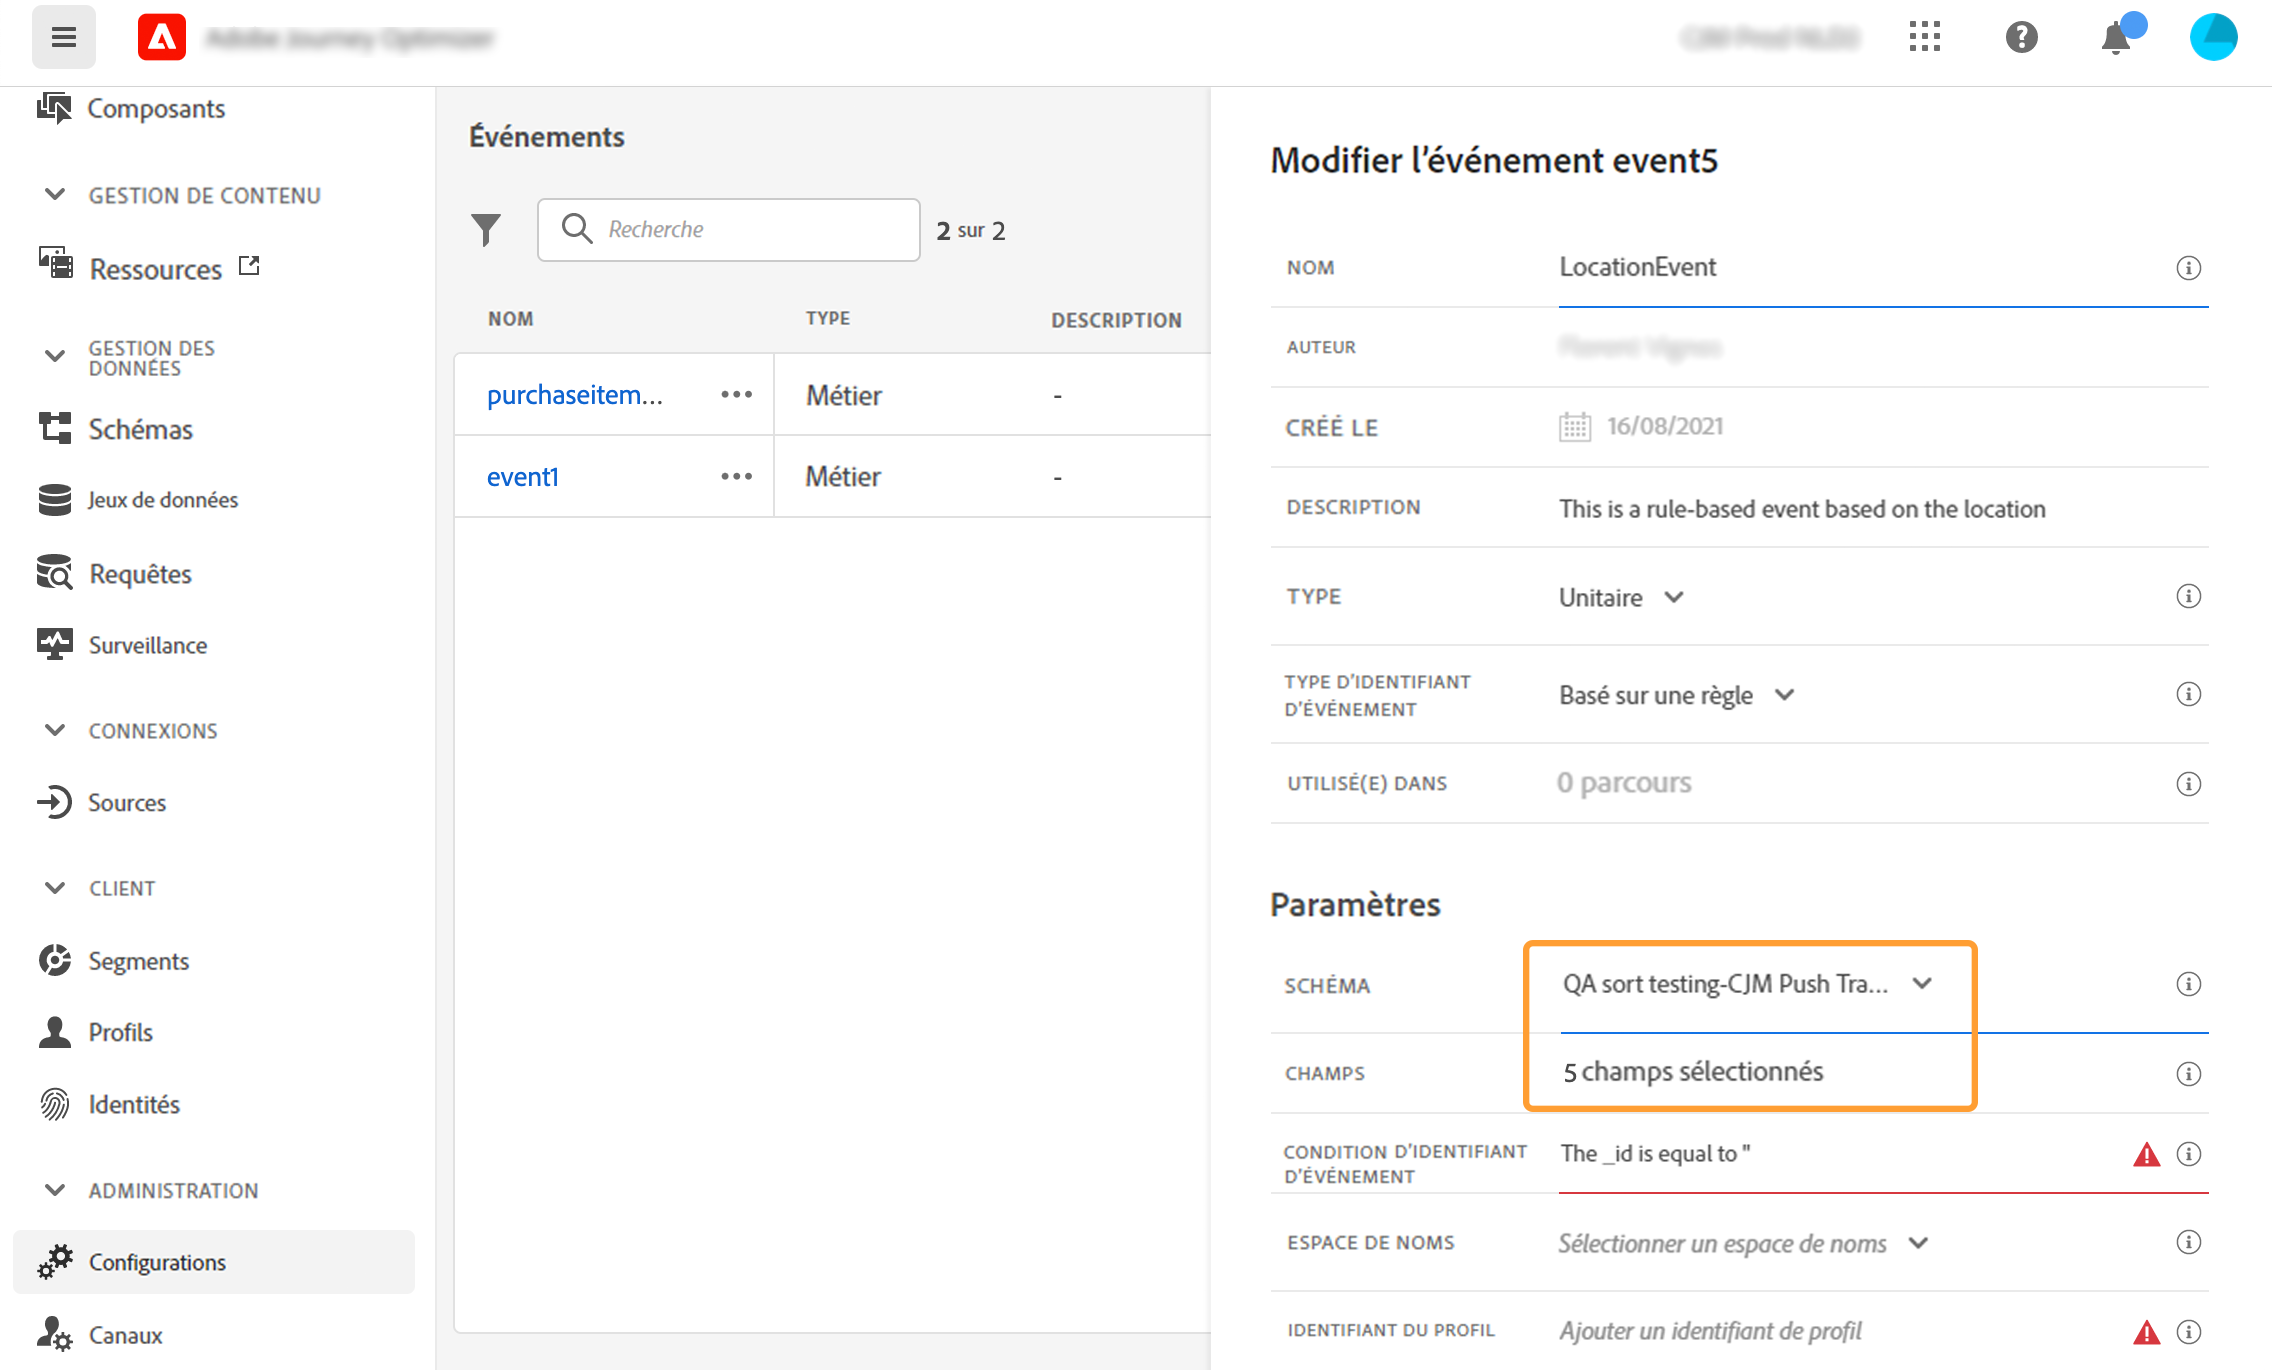 Composants
GESTION DE CONTENU
Ressources
GESTION DES
DONNÉES
Schémas
Jeux de données
Requêtes
Surveillance
CONNEXIONS
Sources
CLIENT
Segments
Profils
Identités
ADMINISTRATION
Configurations
Canaux
Événements
Recherche
2 sur 2
NOM TYPE DESCRIPTION
purchaseitem... Métier -
event1 Métier -
Modifier l’événement event5
NOM LocationEvent
AUTEUR
CRÉÉ LE 16/08/2021
DESCRIPTION This is a rule-based event based on the location
TYPE Unitaire
TYPE D’IDENTIFIANT
D’ÉVÉNEMENT
Basé sur une règle
UTILISÉ(E) DANS 0 parcours
Paramètres
SCHÉMA QA sort testing-CJM Push Tra...
CHAMPS 5 champs sélectionnés
CONDITION D’IDENTIFIANT
D’ÉVÉNEMENT
The _id is equal to "
ESPACE DE NOMS Sélectionner un espace de noms
IDENTIFIANT DU PROFIL Ajouter un identifiant de profil